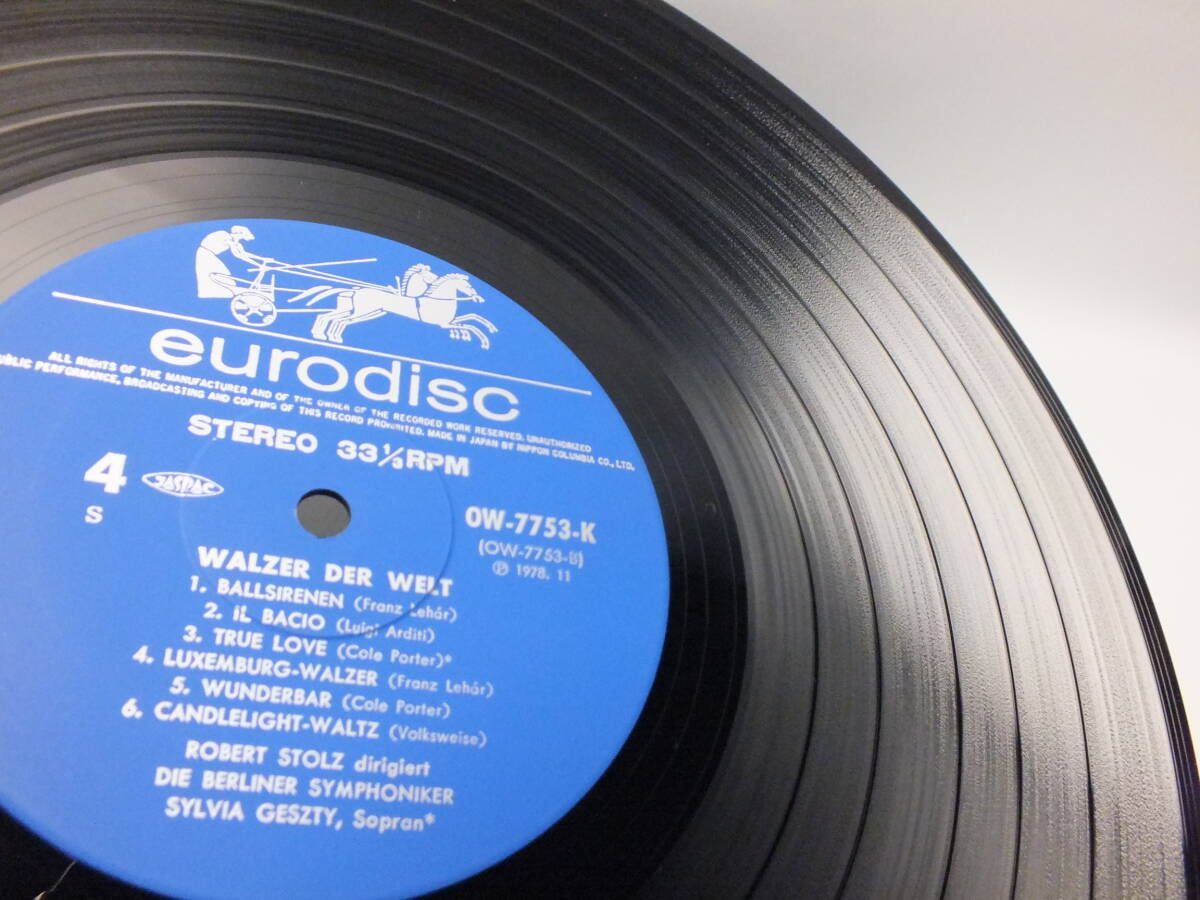 eurodisc
ALL RIGHTS OF THE MANUFACTURER AND OF THE OWNER OF THE RECORDED WORK RESERVED. UNAUTHORIZED
PUBLIC PERFORMANCE, BROADCASTING AND COPYING OF THIS RECORD PROHIBITED. MADE IN JAPAN BY NIPPON COLUMBIA CO., LTD.
STEREO 33⅓RPM
4
JASRAC
S
OW-7753-K
(OW-7753-B)
Ⓟ 1978. 11
WALZER DER WELT
1. BALLSIRENEN (Franz Lehár)
2. iL BACIO (Luigi Arditi)
3. TRUE LOVE (Cole Porter)*
4. LUXEMBURG-WALZER (Franz Lehár)
5. WUNDERBAR (Cole Porter)
6. CANDLELIGHT-WALTZ (Volksweise)
ROBERT STOLZ dirigiert
DIE BERLINER SYMPHONIKER
SYLVIA GESZTY, Sopran*